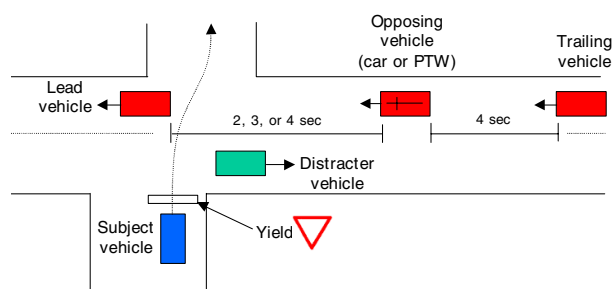 Opposing
vehicle
(car or PTW)
Trailing
vehicle
Lead
vehicle
2, 3, or 4 sec
4 sec
Distracter
vehicle
Subject
vehicle
Yield